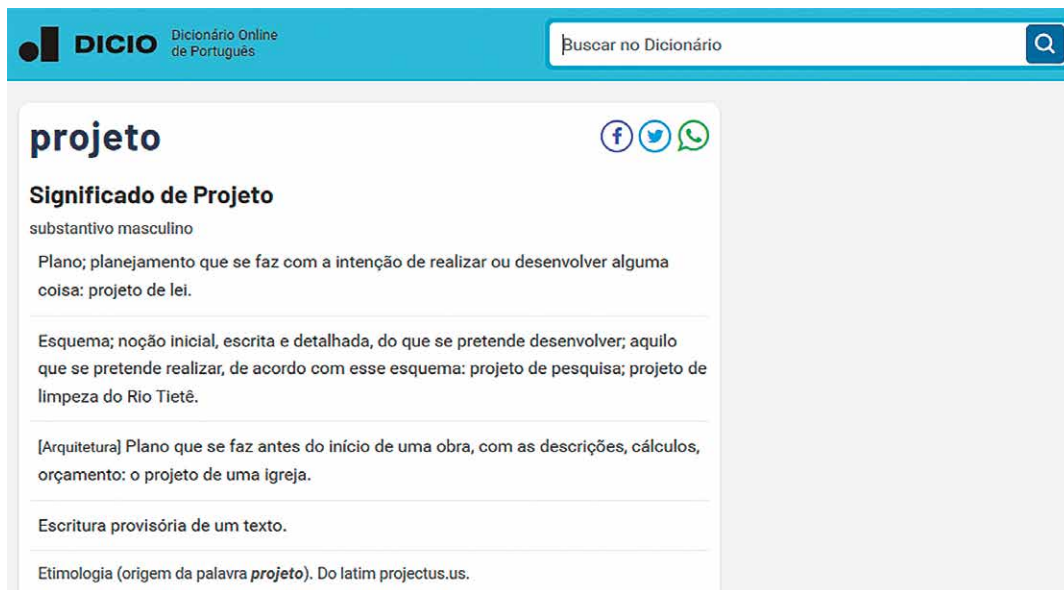 DICIO
Dicionário Online
de Português
Buscar no Dicionário
projeto
Significado de Projeto
substantivo masculino
Plano; planejamento que se faz com a intenção de realizar ou desenvolver alguma
coisa: projeto de lei.
Esquema; noção inicial, escrita e detalhada, do que se pretende desenvolver; aquilo
que se pretende realizar, de acordo com esse esquema: projeto de pesquisa; projeto de
limpeza do Rio Tietê.
[Arquitetura] Plano que se faz antes do início de uma obra, com as descrições, cálculos,
orçamento: o projeto de uma igreja.
Escritura provisória de um texto.
Etimologia (origem da palavra projeto). Do latim projectus.us.